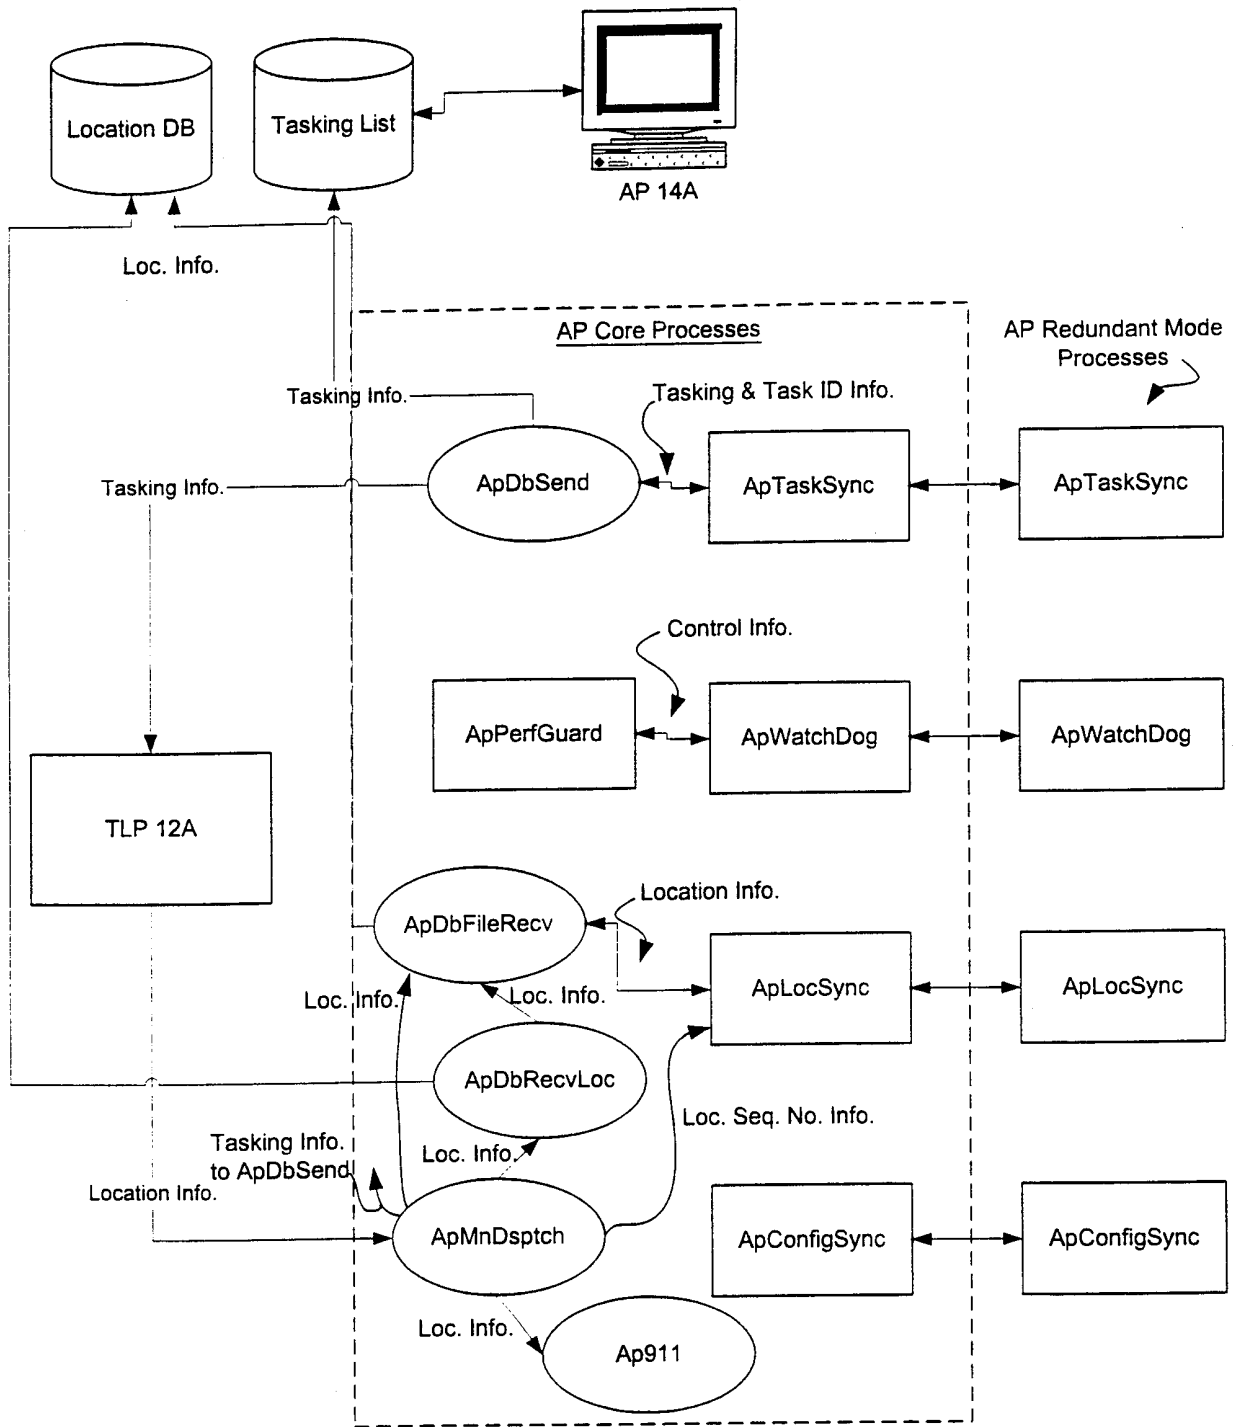 Location DB
Tasking List
AP 14A
Loc. Info.
AP Core Processes
AP Redundant Mode
Processes
Tasking Info.
Tasking & Task ID Info.
ApDbSend
ApTaskSync
ApTaskSync
Tasking Info.
Control Info.
ApPerfGuard
ApWatchDog
ApWatchDog
TLP 12A
Location Info.
ApDbFileRecv
Loc. Info.
Loc. Info.
ApLocSync
ApLocSync
ApDbRecvLoc
Loc. Seq. No. Info.
Tasking Info.
to ApDbSend
Loc. Info.
Location Info.
ApMnDsptch
ApConfigSync
ApConfigSync
Loc. Info.
Ap911